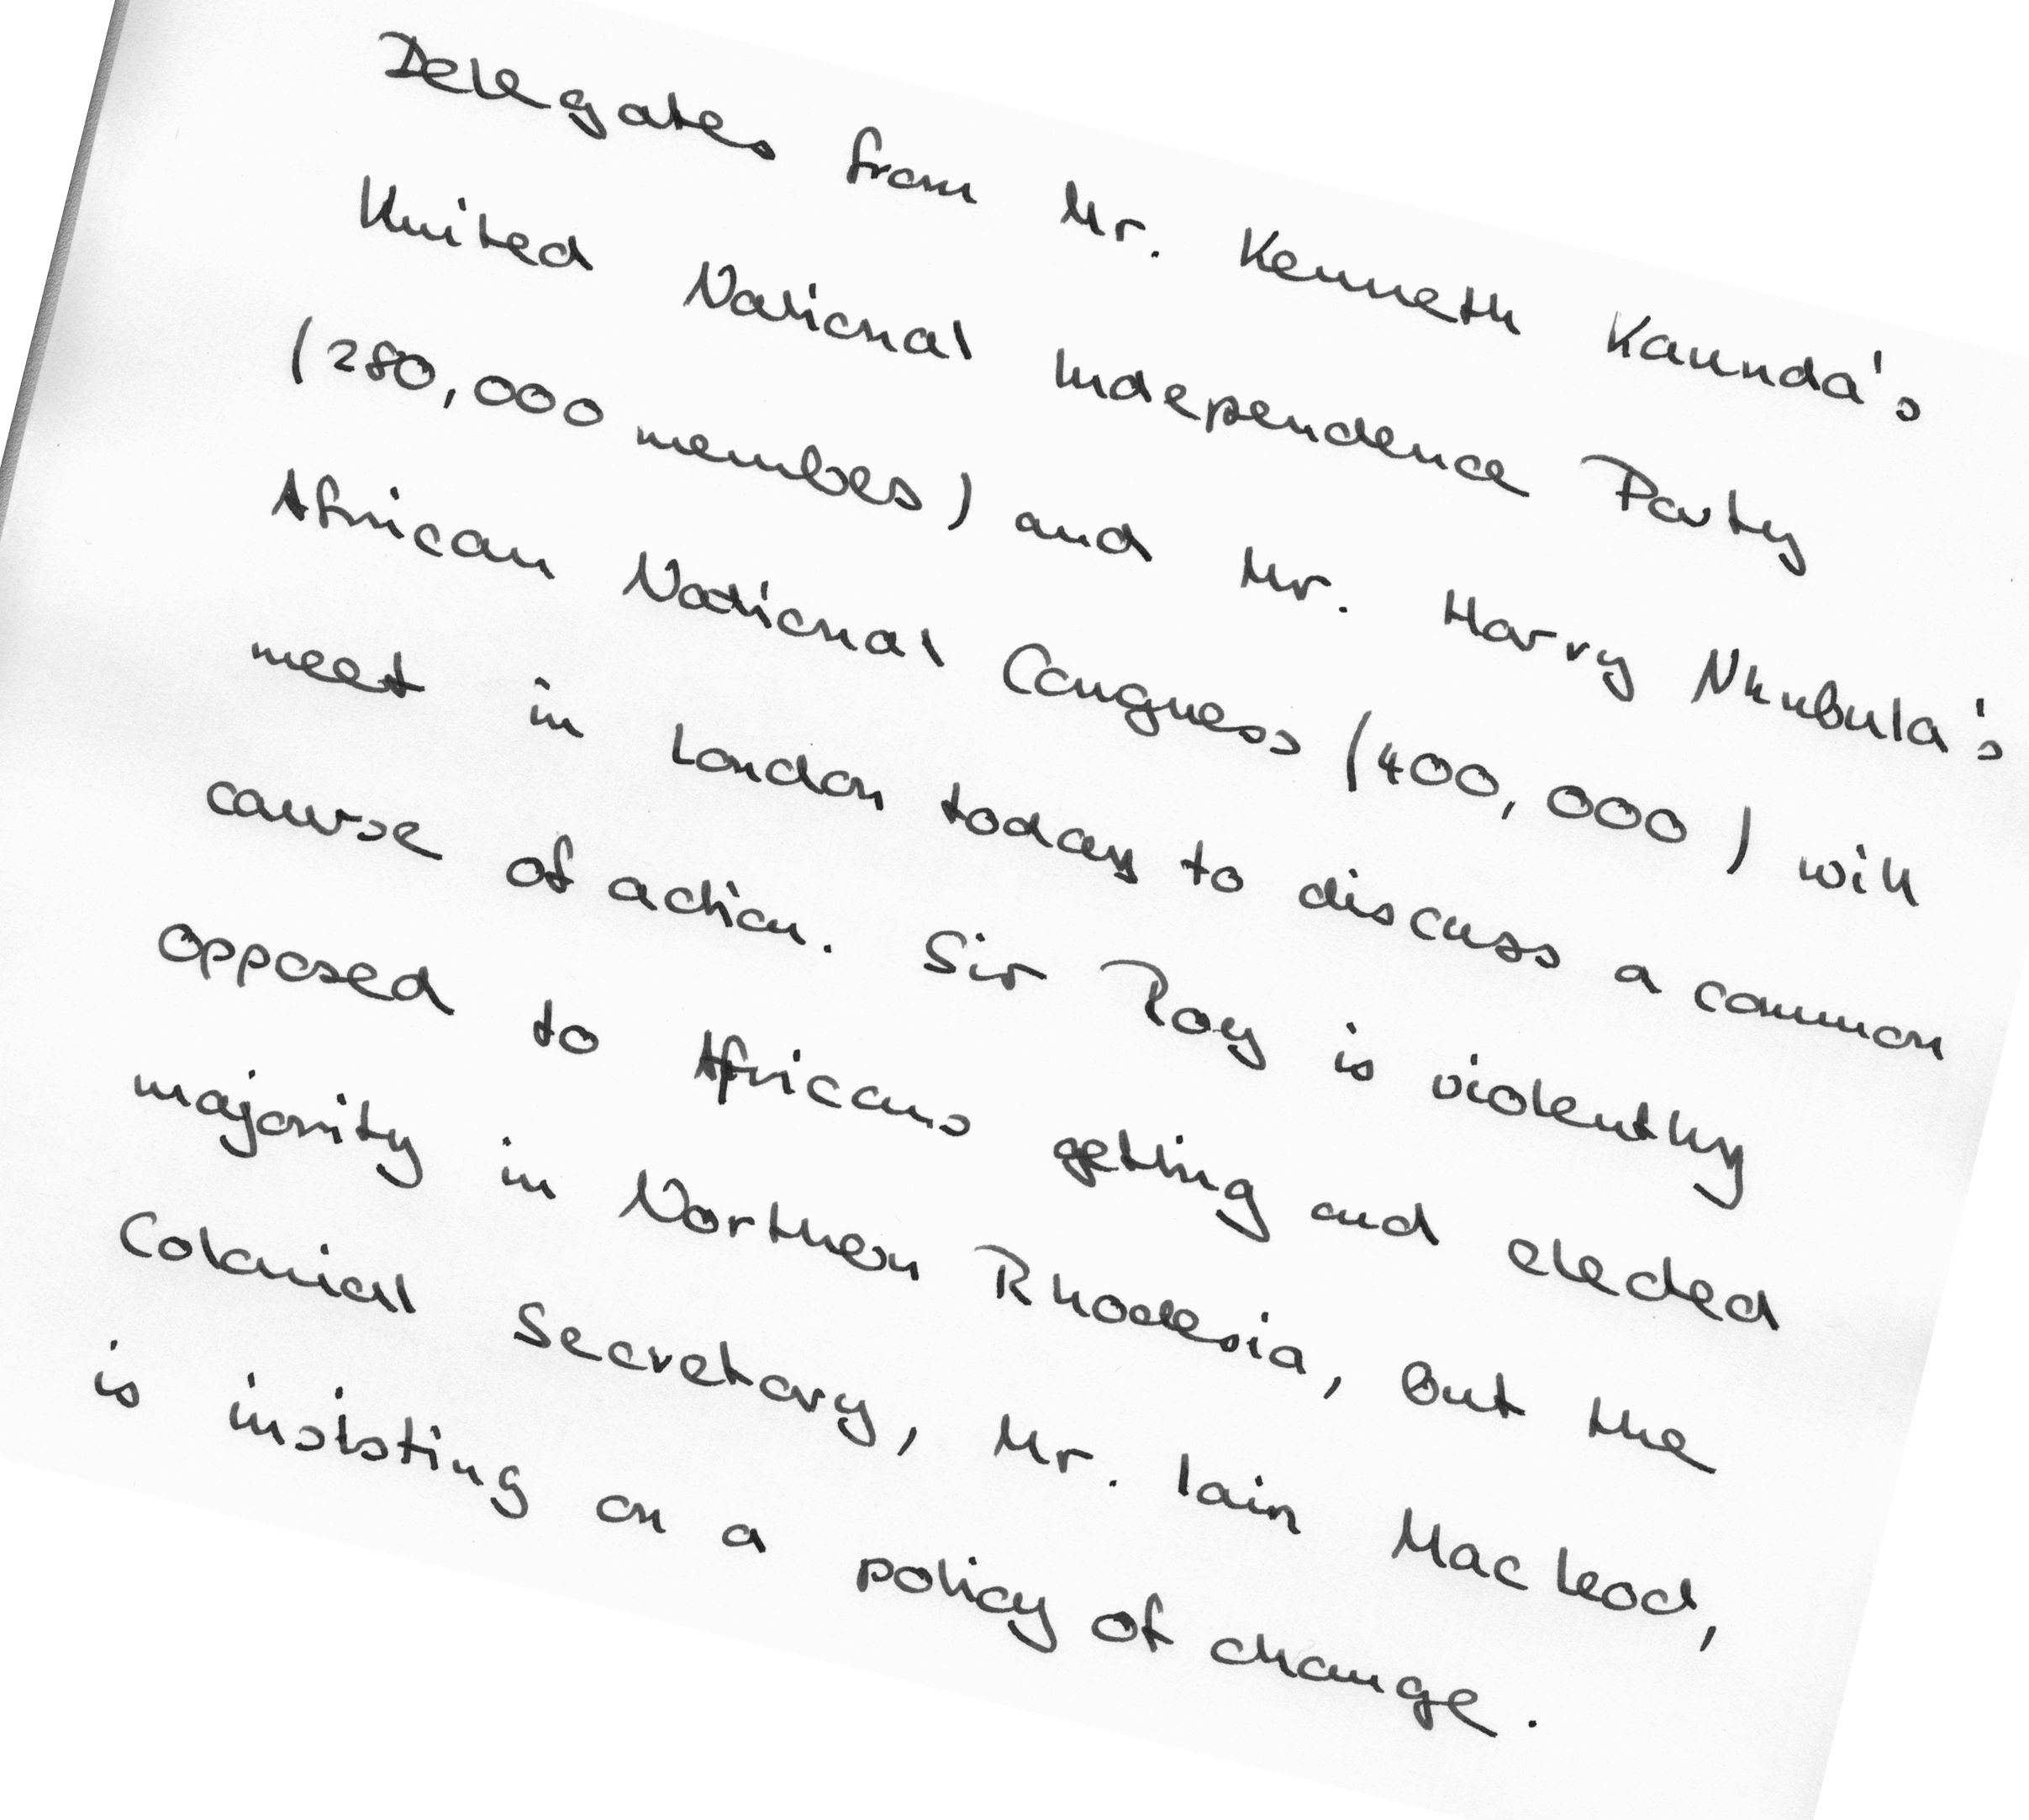 Delegates from Mr. Kenneth Kaunda's
United National Independence Party
(280,000 membes) and Mr. Harry Nkubula's
African National Congress (400,000) will
meet in London today to discuss a common
course of action. Sir Roy is violently
opposed to Africans getting and elected
majority in Northern Rhodesia, but the
Colonial Secretary, Mr. Iain Macleod,
is insisting on a policy of change.